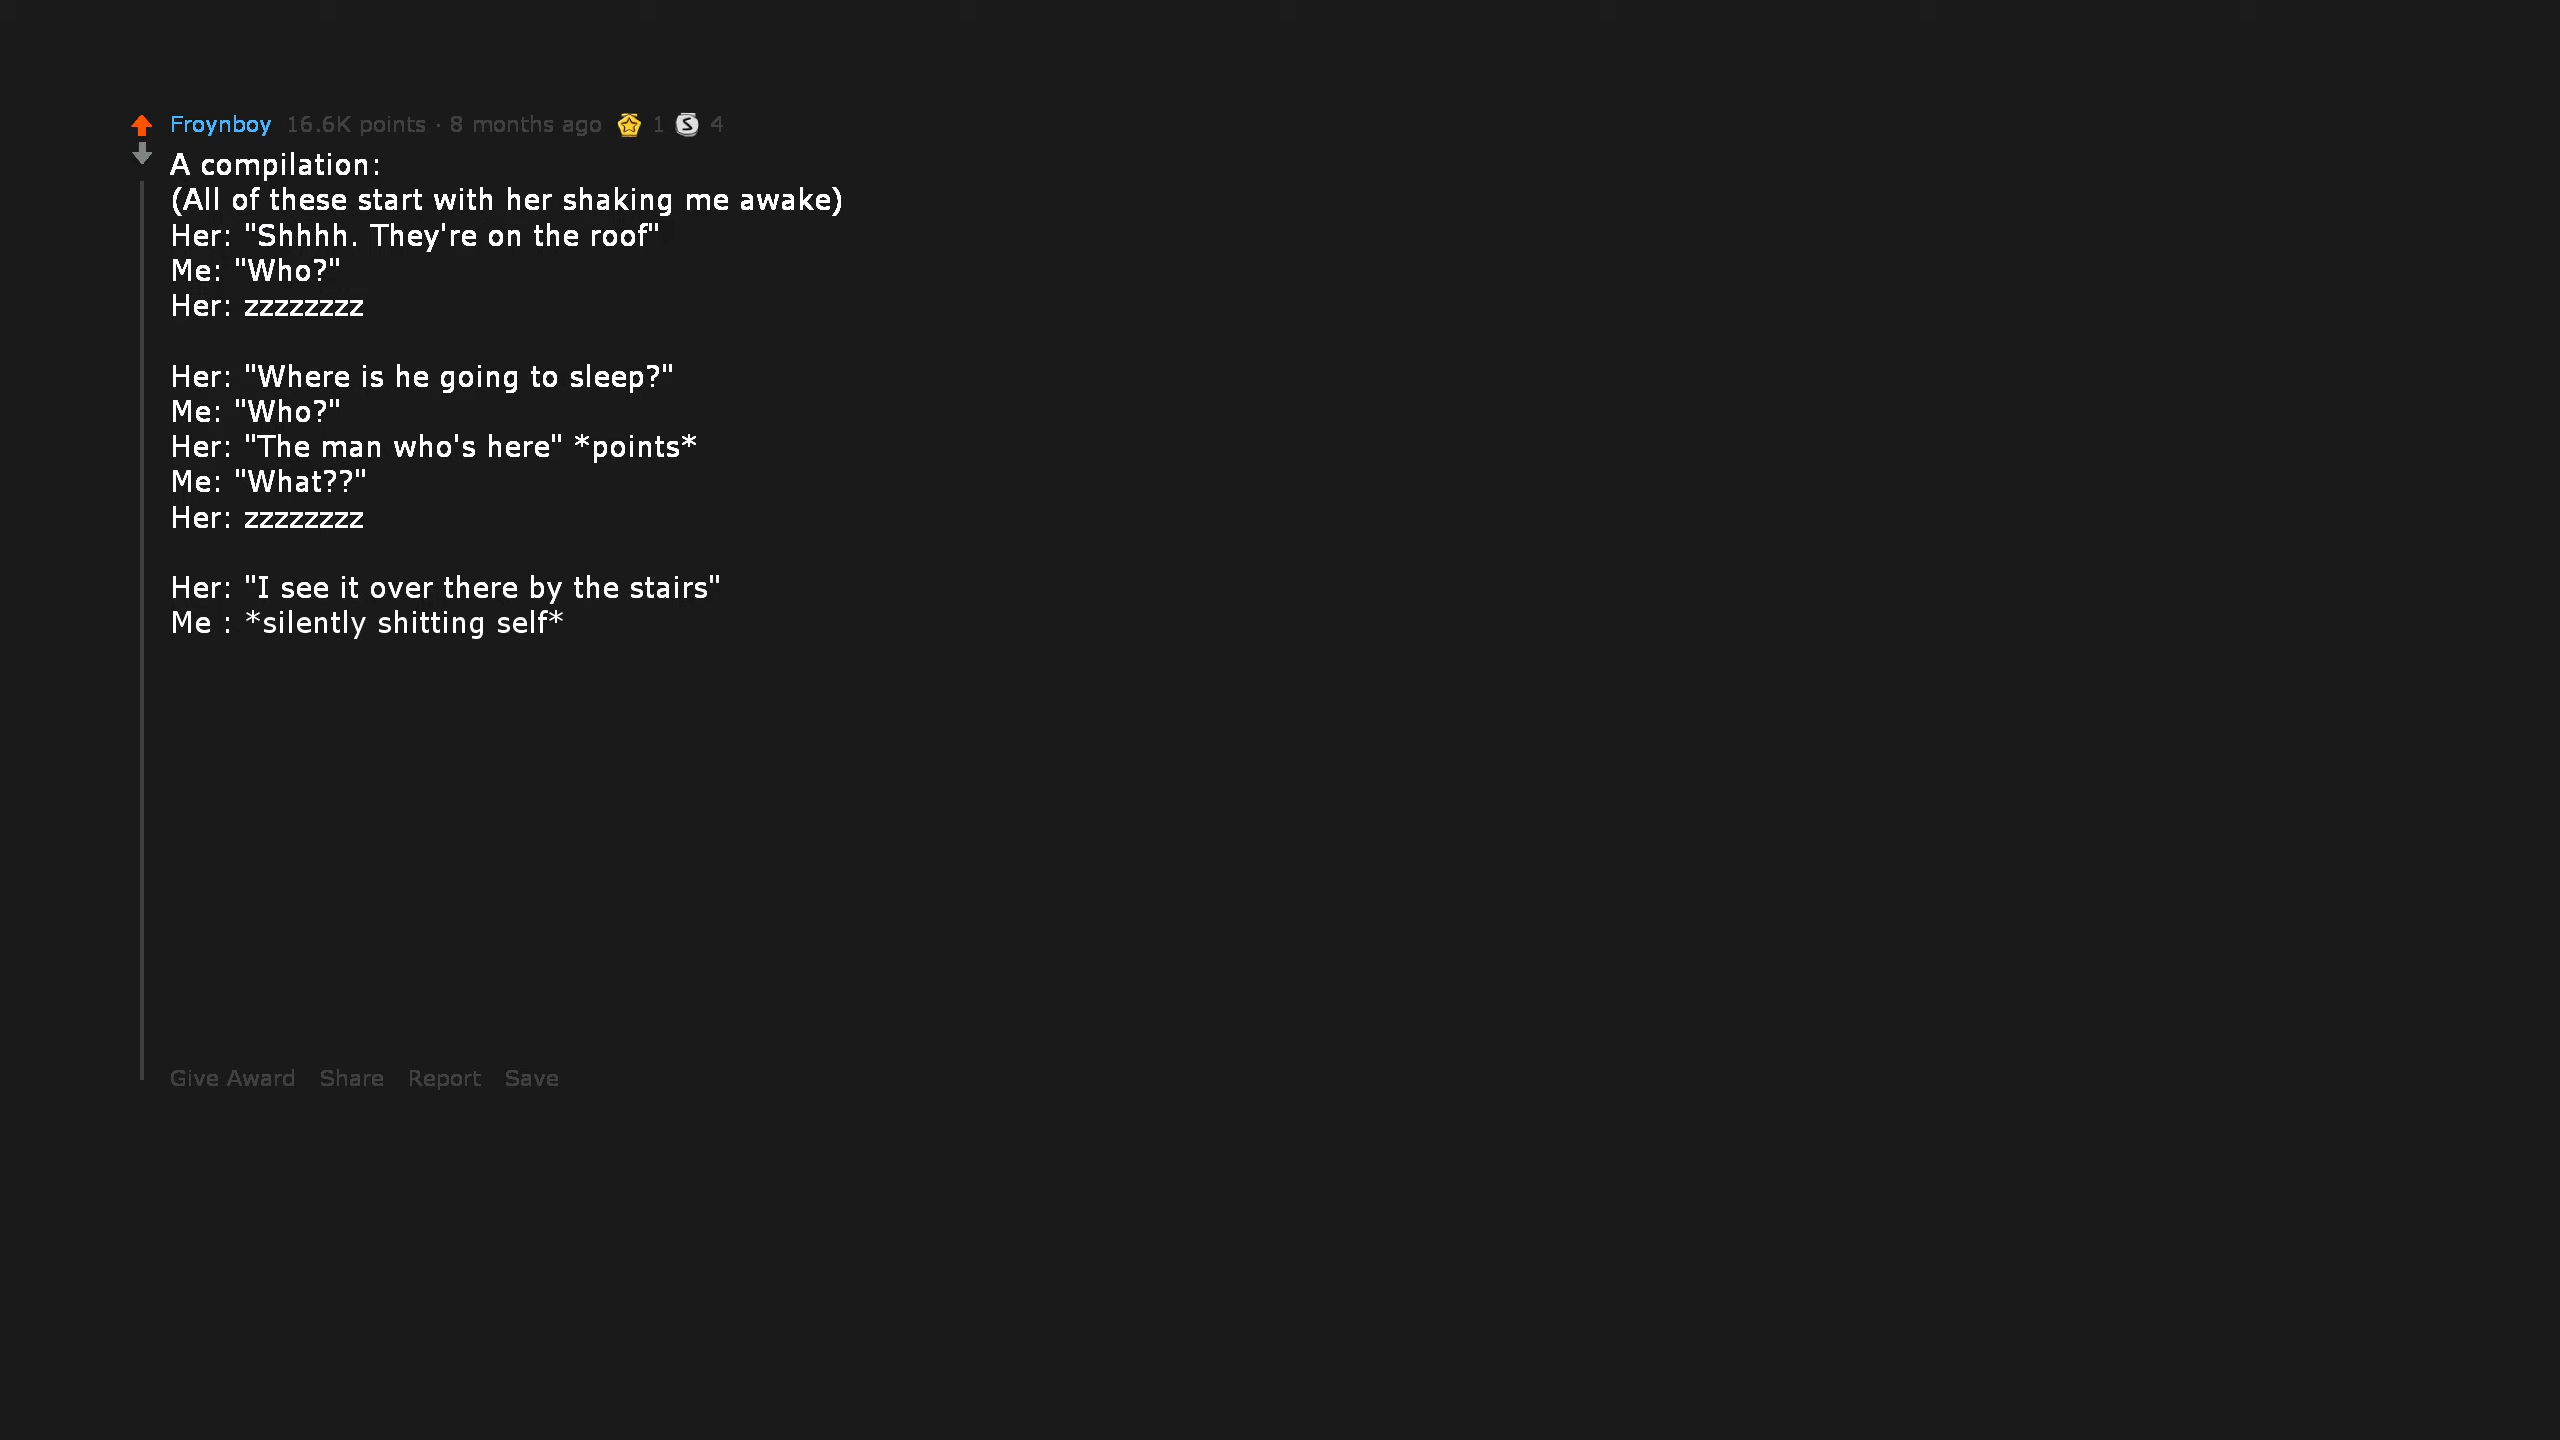 Froynboy 16.6K points · 8 months ago 1 S 4
A compilation:
(All of these start with her shaking me awake)
Her: "Shhhh. They're on the roof"
Me: "Who?"
Her: zzzzzzzz
Her: "Where is he going to sleep?"
Me: "Who?"
Her: "The man who's here" *points*
Me: "What??"
Her: zzzzzzzz
Her: "I see it over there by the stairs"
Me : *silently shitting self*
Give Award Share Report Save